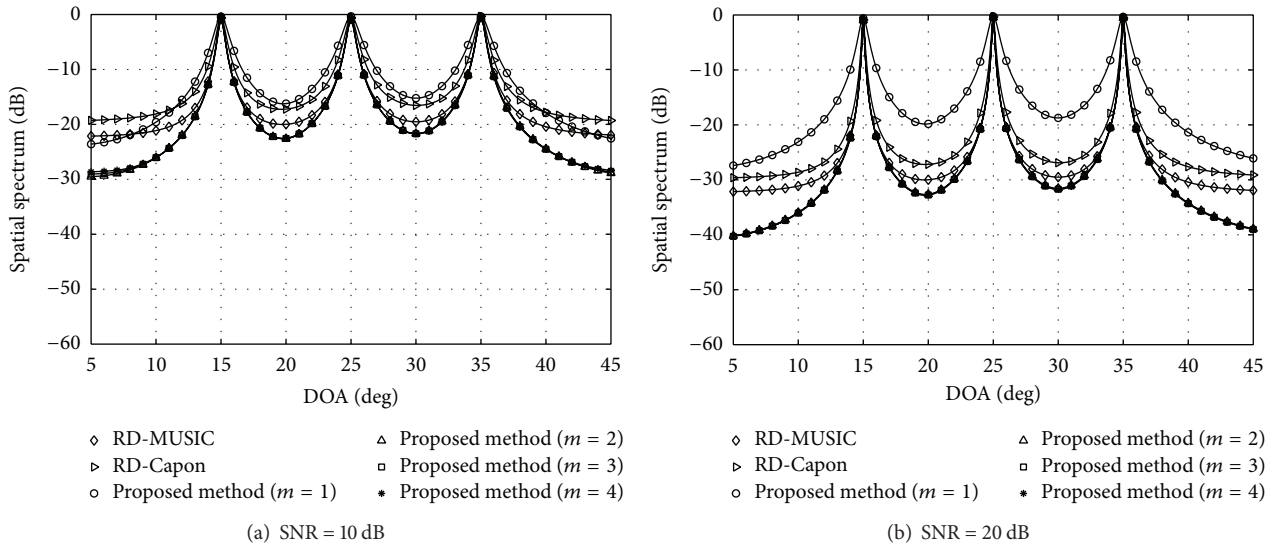 0
−10
−20
−30
−40
−50
−60
Spatial spectrum (dB)
5 10 15 20 25 30 35 40 45
DOA (deg)
RD-MUSIC
RD-Capon
Proposed method (m = 1)
Proposed method (m = 2)
Proposed method (m = 3)
Proposed method (m = 4)
(a) SNR = 10 dB
0
−10
−20
−30
−40
−50
−60
Spatial spectrum (dB)
5 10 15 20 25 30 35 40 45
DOA (deg)
RD-MUSIC
RD-Capon
Proposed method (m = 1)
Proposed method (m = 2)
Proposed method (m = 3)
Proposed method (m = 4)
(b) SNR = 20 dB